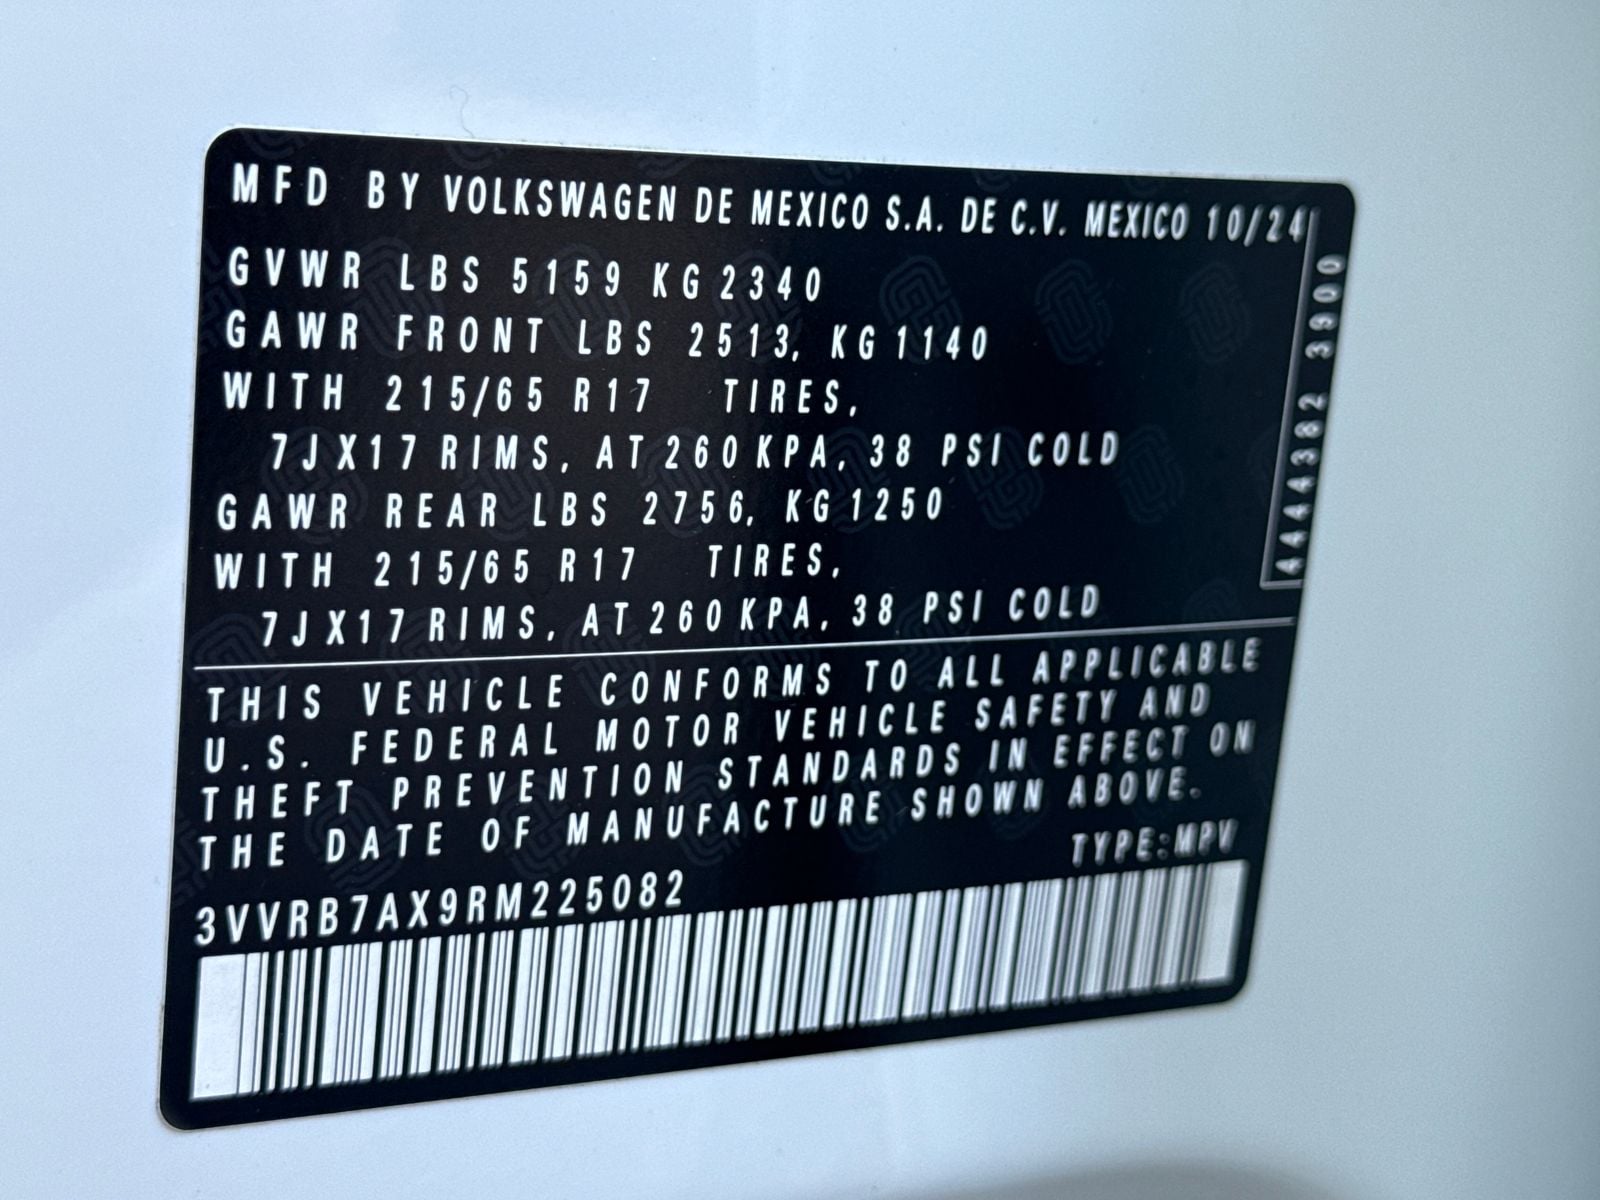 MFD BY VOLKSWAGEN DE MEXICO S.A. DE C.V. MEXICO 10/24
GVWR LBS 5159 KG 2340
GAWR FRONT LBS 2513, KG 1140
WITH 215/65 R17 TIRES,
7JX17 RIMS, AT 260 KPA, 38 PSI COLD
GAWR REAR LBS 2756, KG 1250
WITH 215/65 R17 TIRES,
7JX17 RIMS, AT 260 KPA, 38 PSI COLD
4444382 3900
THIS VEHICLE CONFORMS TO ALL APPLICABLE
U.S. FEDERAL MOTOR VEHICLE SAFETY AND
THEFT PREVENTION STANDARDS IN EFFECT ON
THE DATE OF MANUFACTURE SHOWN ABOVE.
TYPE:MPV
3VVRB7AX9RM225082